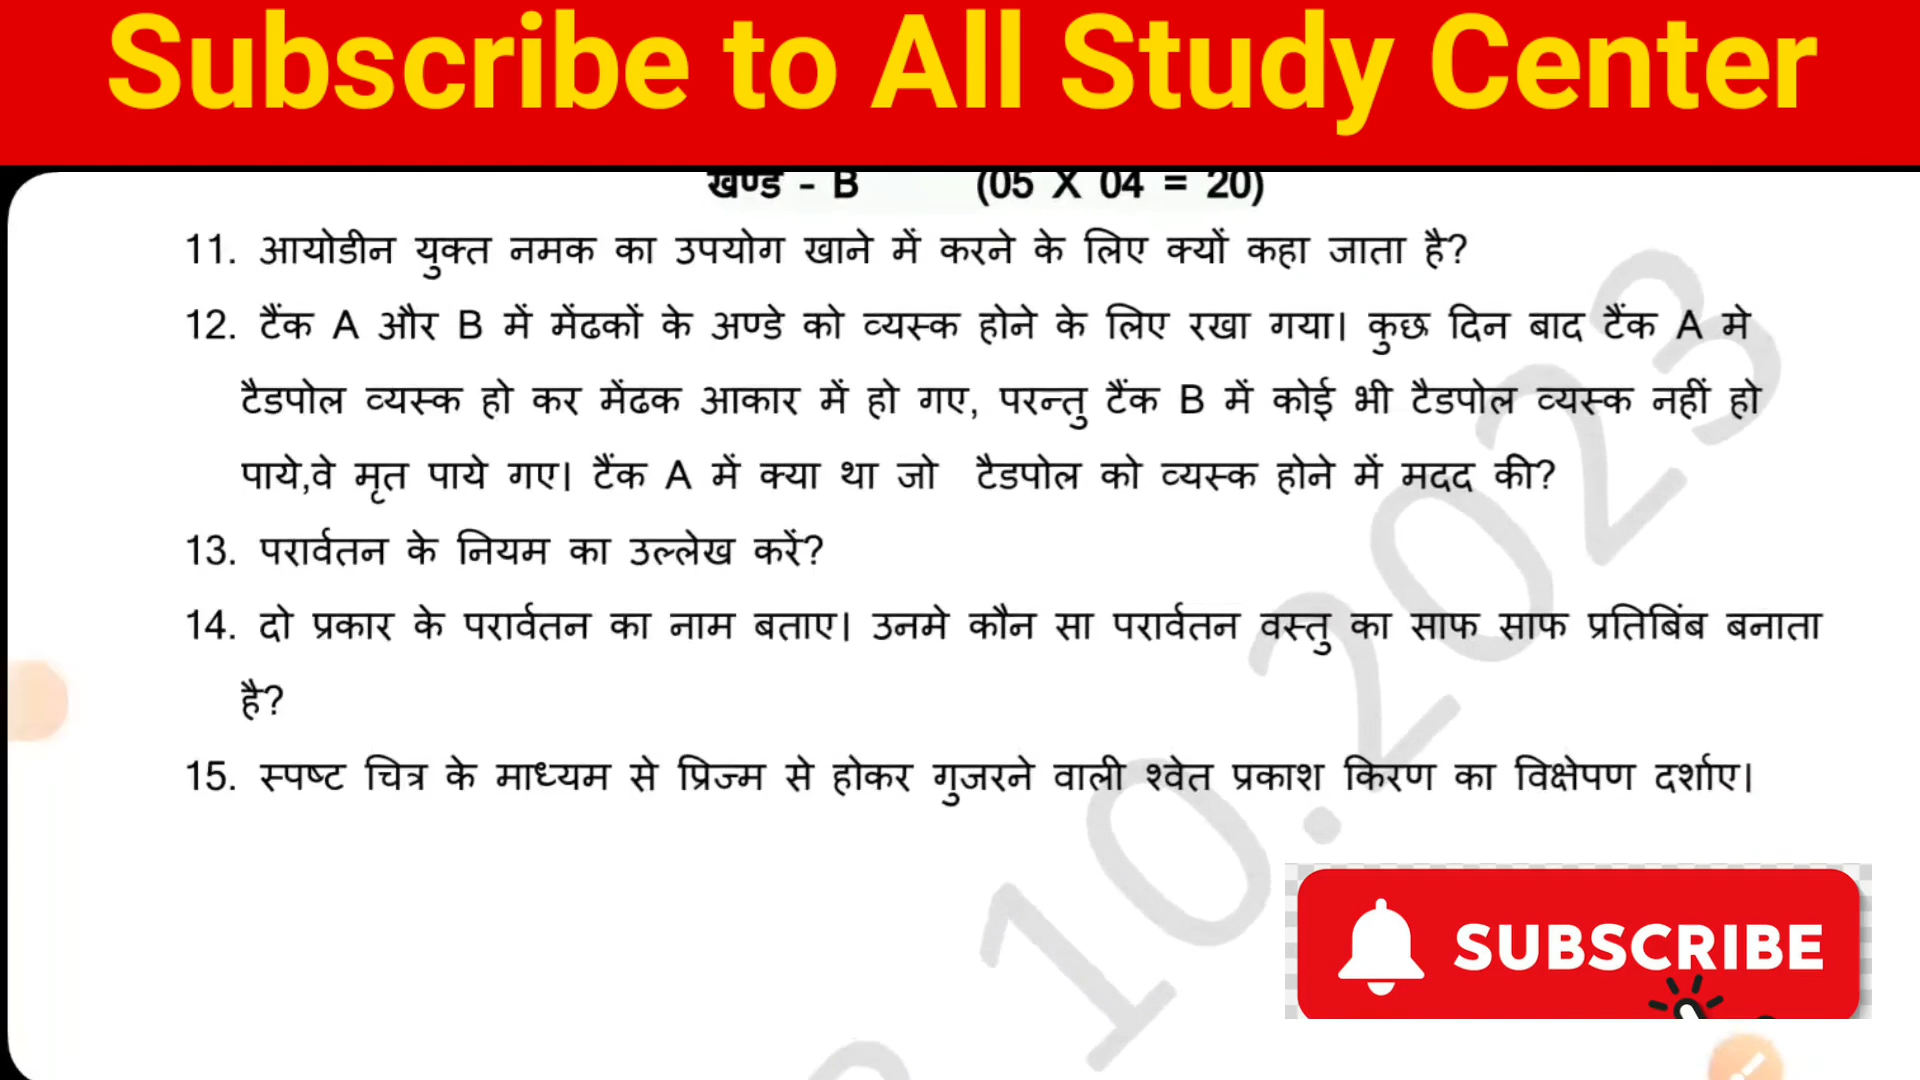 Subscribe to All Study Center
खण्ड - B (05 X 04 = 20)
11. आयोडीन युक्त नमक का उपयोग खाने में करने के लिए क्यों कहा जाता है?
12. टैंक A और B में मेंढकों के अण्डे को व्यस्क होने के लिए रखा गया। कुछ दिन बाद टैंक A मे
टैडपोल व्यस्क हो कर मेंढक आकार में हो गए, परन्तु टैंक B में कोई भी टैडपोल व्यस्क नहीं हो
पाये,वे मृत पाये गए। टैंक A में क्या था जो टैडपोल को व्यस्क होने में मदद की?
13. परार्वतन के नियम का उल्लेख करें?
14. दो प्रकार के परार्वतन का नाम बताए। उनमे कौन सा परार्वतन वस्तु का साफ साफ प्रतिबिंब बनाता
है?
15. स्पष्ट चित्र के माध्यम से प्रिज्म से होकर गुजरने वाली श्वेत प्रकाश किरण का विक्षेपण दर्शाए।
10.2023
SUBSCRIBE